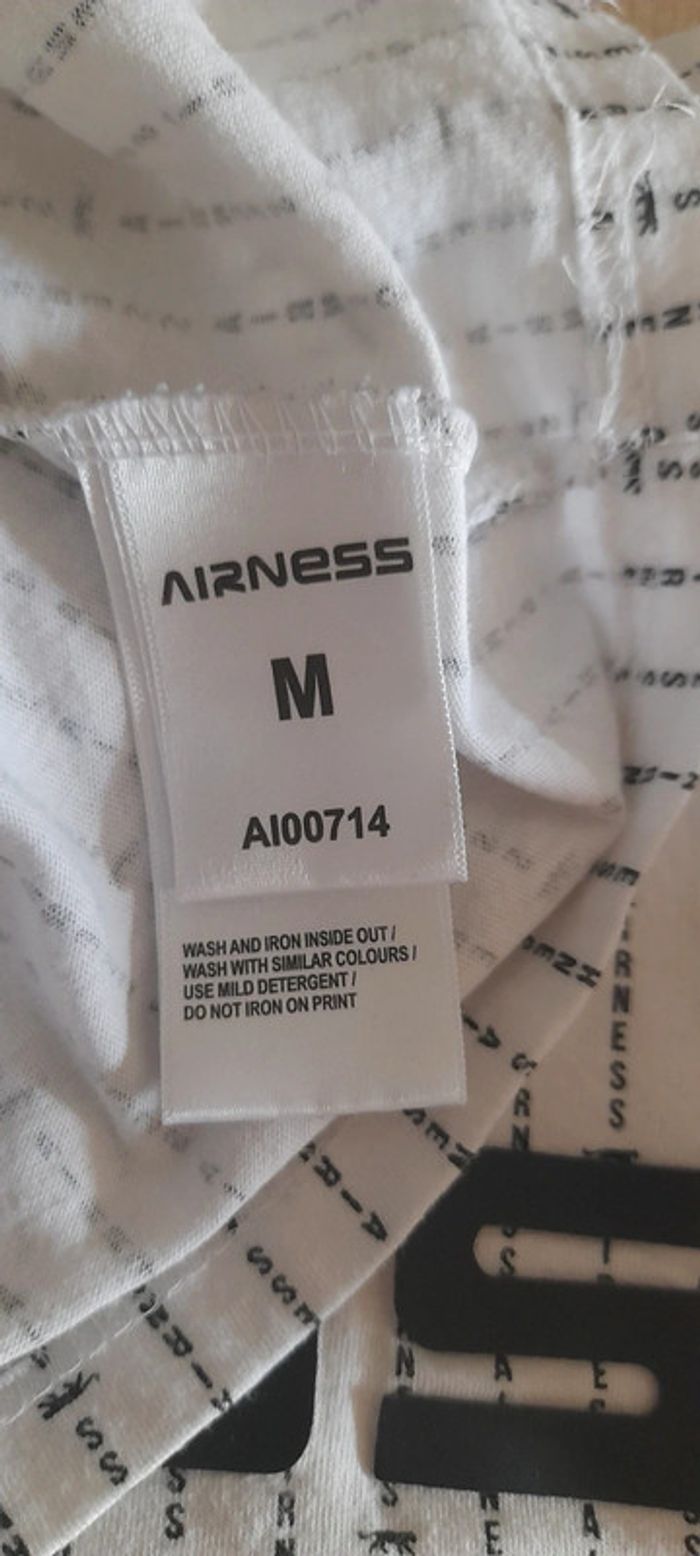 AIRNESS
M
AI00714
WASH AND IRON INSIDE OUT /
WASH WITH SIMILAR COLOURS /
USE MILD DETERGENT /
DO NOT IRON ON PRINT